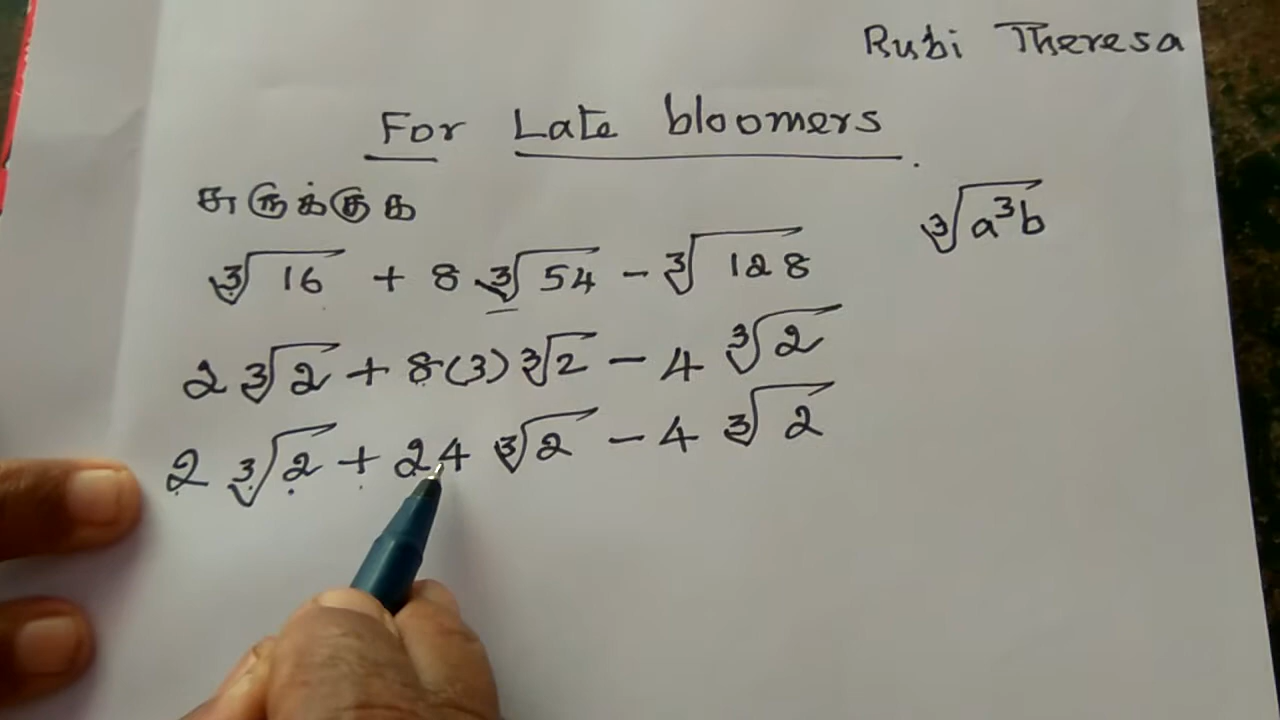 Rubi Theresa
For Late bloomers.
சுருக்குக
∛a³b
∛16 + 8 ∛54 - ∛128
2 ∛2 + 8(3) ∛2 - 4 ∛2
2 ∛2 + 24 ∛2 - 4 ∛2